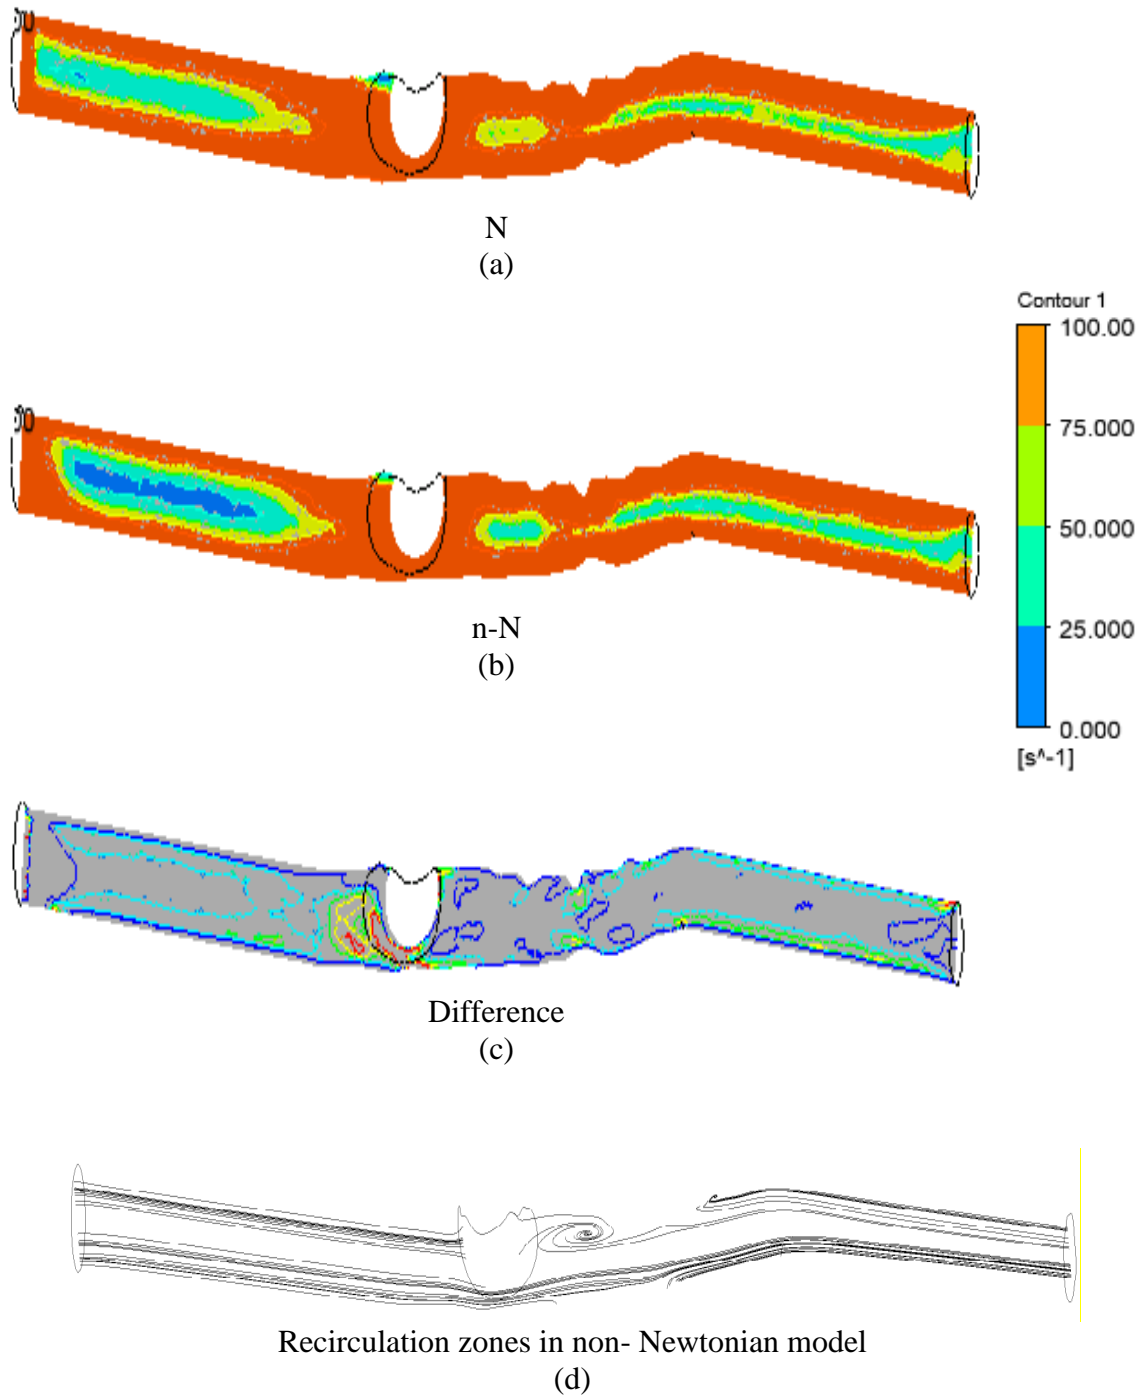 N
(a)
Contour 1
100.00
75.000
50.000
25.000
0.000
[s^-1]
n-N
(b)
Difference
(c)
Recirculation zones in non- Newtonian model
(d)